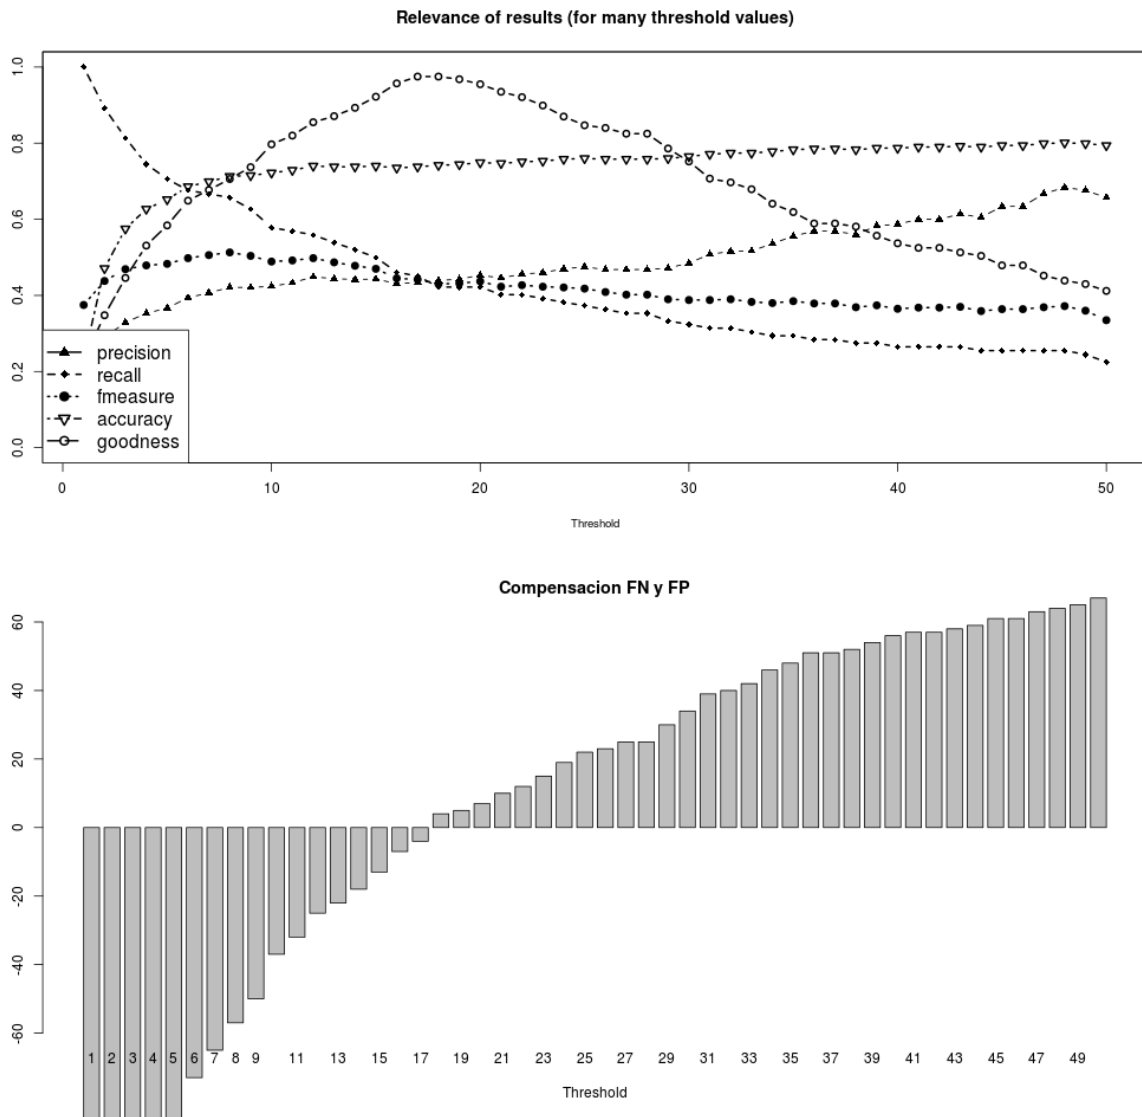 Relevance of results (for many threshold values)
1.0
0.8
0.6
0.4
0.2
0.0
precision
recall
fmeasure
accuracy
goodness
0 10 20 30 40 50
Threshold
Compensacion FN y FP
60
40
20
0
-20
-40
-60
1 2 3 4 5 6 7 8 9 11 13 15 17 19 21 23 25 27 29 31 33 35 37 39 41 43 45 47 49
Threshold